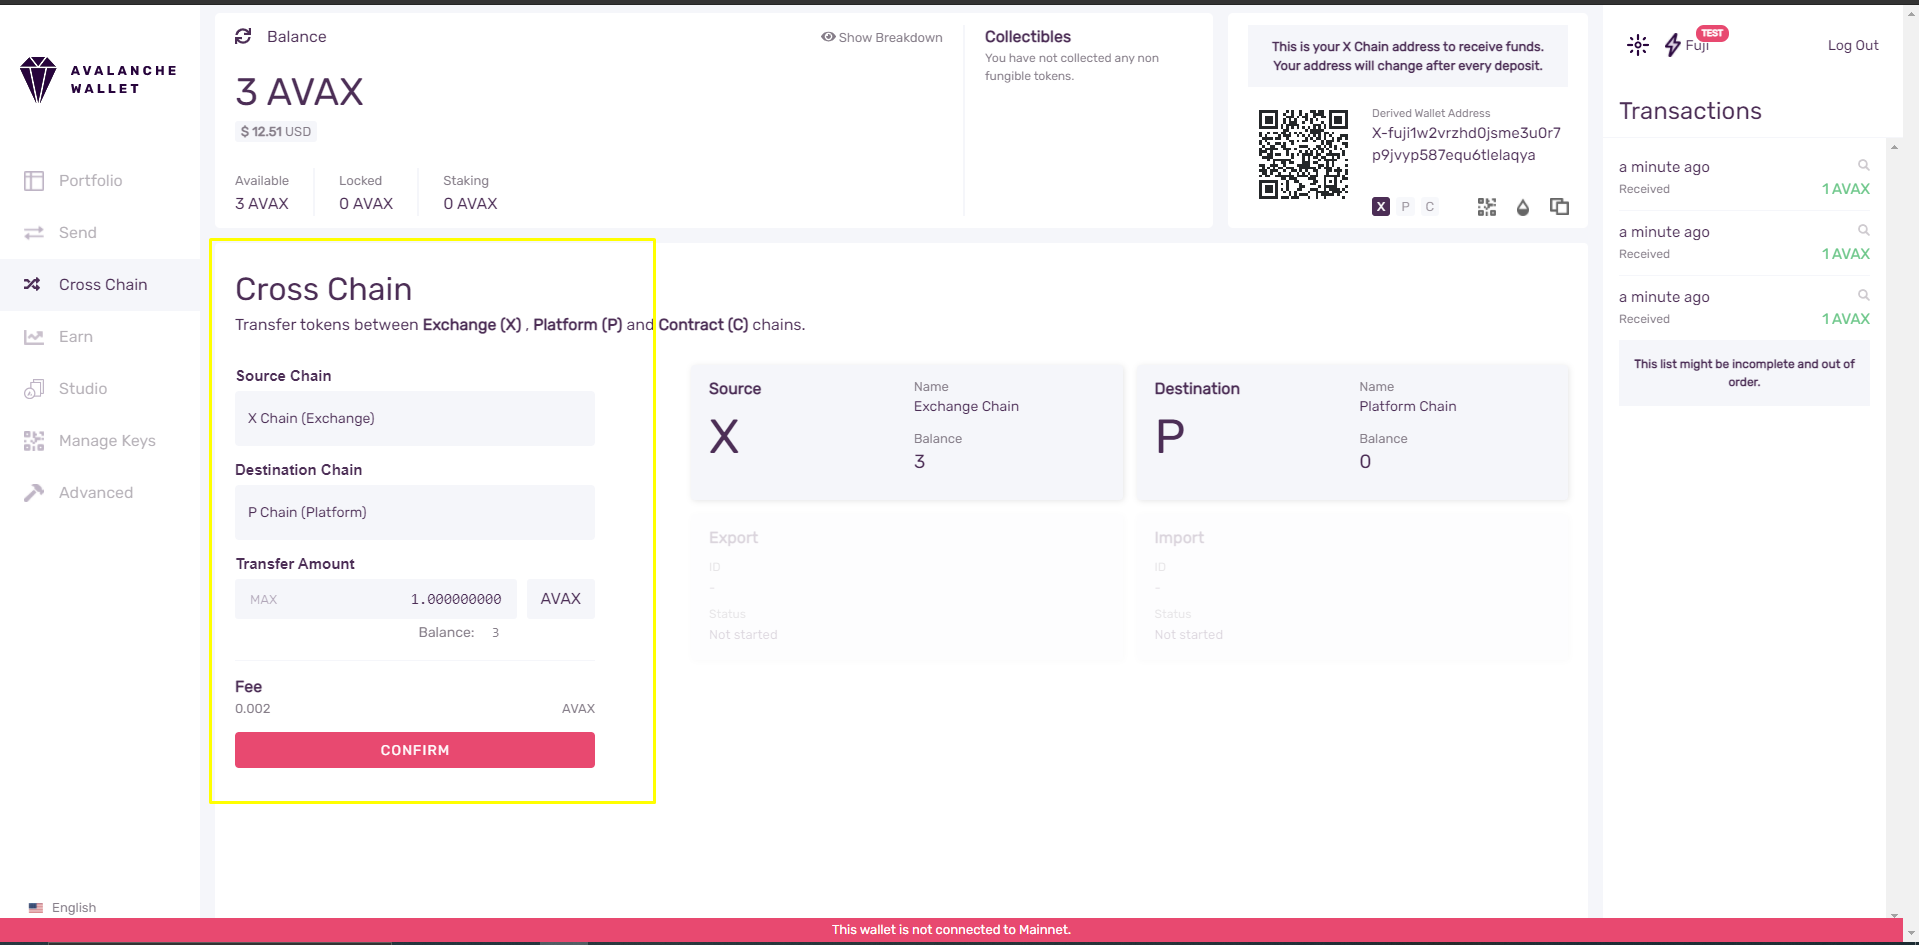 AVALANCHE
WALLET
Portfolio
Send
Cross Chain
Earn
Studio
Manage Keys
Advanced
English
Balance
Show Breakdown
3 AVAX
$ 12.51 USD
Available
3 AVAX
Locked
0 AVAX
Staking
0 AVAX
Collectibles
You have not collected any non
fungible tokens.
This is your X Chain address to receive funds.
Your address will change after every deposit.
Derived Wallet Address
X-fuji1w2vrzhd0jsme3u0r7
p9jvyp587equ6tlelaqya
X P C
Cross Chain
Transfer tokens between Exchange (X) , Platform (P) and Contract (C) chains.
Source Chain
X Chain (Exchange)
Destination Chain
P Chain (Platform)
Transfer Amount
MAX 1.000000000 AVAX
Balance: 3
Fee
0.002 AVAX
CONFIRM
Source
X
Name
Exchange Chain
Balance
3
Destination
P
Name
Platform Chain
Balance
0
Export
ID
-
Status
Not started
Import
ID
-
Status
Not started
TEST
Fuji
Log Out
Transactions
a minute ago
Received 1 AVAX
a minute ago
Received 1 AVAX
a minute ago
Received 1 AVAX
This list might be incomplete and out of
order.
This wallet is not connected to Mainnet.